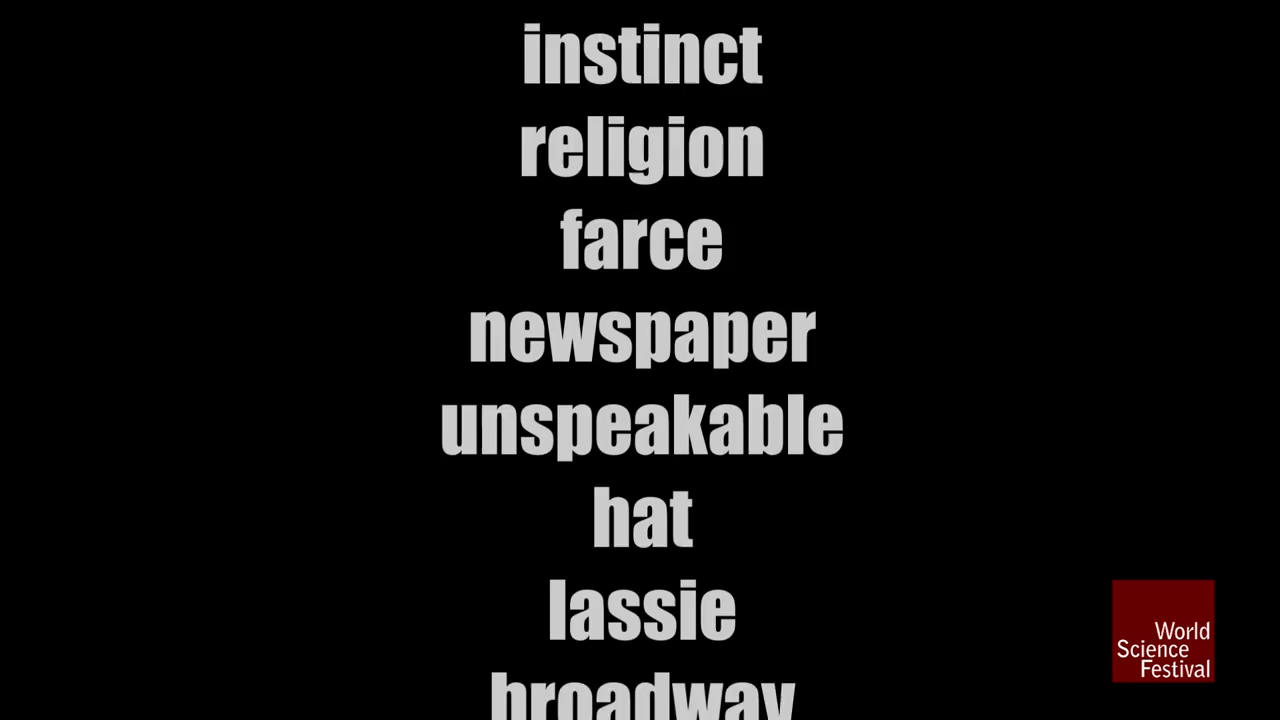 instinct
religion
farce
newspaper
unspeakable
hat
lassie
broadway
World
Science
Festival